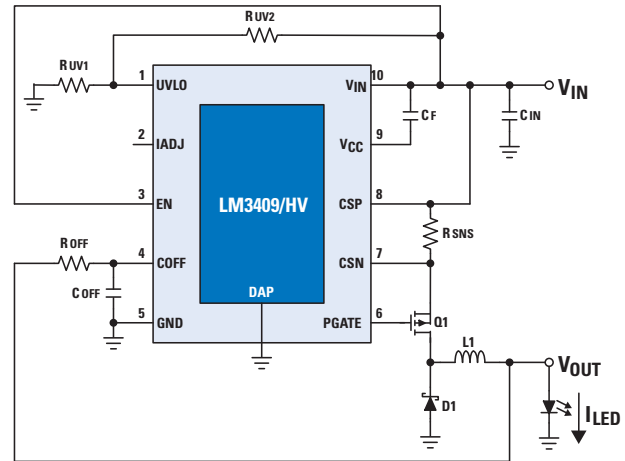 RUV2
RUV1
1
UVLO
VIN
10
VIN
CF
CIN
2
IADJ
VCC
9
3
EN
LM3409/HV
CSP
8
RSNS
ROFF
4
COFF
CSN
7
COFF
DAP
5
GND
PGATE
6
Q1
L1
VOUT
D1
ILED